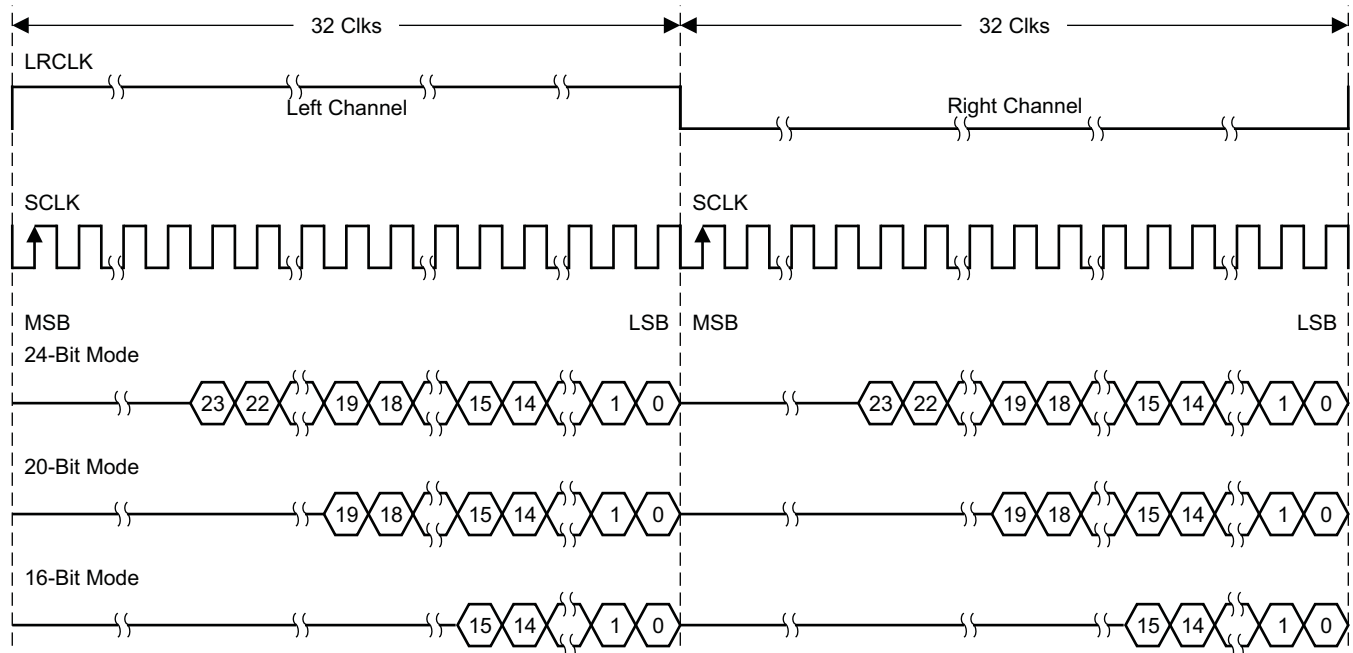 32 Clks 32 Clks
LRCLK
Left Channel Right Channel
SCLK SCLK
MSB LSB MSB LSB
24-Bit Mode
23 22 19 18 15 14 1 0 23 22 19 18 15 14 1 0
20-Bit Mode
19 18 15 14 1 0 19 18 15 14 1 0
16-Bit Mode
15 14 1 0 15 14 1 0